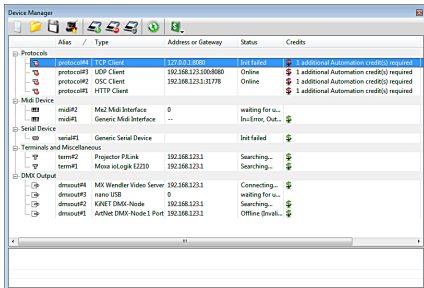 Device Manager
Alias / Type Address or Gateway Status Credits
Protocols
protocol#4 TCP Client 127.0.0.1:8080 Init failed $ 1 additional Automation credit(s) required
protocol#3 UDP Client 192.168.123.100:8080 Online $ 1 additional Automation credit(s) required
protocol#2 OSC Client 192.168.123.1:31778 Online $ 1 additional Automation credit(s) required
protocol#1 HTTP Client $ 1 additional Automation credit(s) required
Midi Device
midi#2 Me2 Midi Interface 0 waiting for u...
midi#1 Generic Midi Interface -- In=Error, Out... $
Serial Device
serial#1 Generic Serial Device Init failed $
Terminals and Miscellaneous
term#2 Projector PJLink 192.168.123.1 Searching... $
term#1 Moxa ioLogik E2210 192.168.123.1 Searching... $
DMX Output
dmxout#4 MX Wendler Video Server 192.168.123.1 Connecting... $
dmxout#3 nano USB 0 waiting for u... $
dmxout#2 KiNET DMX-Node 192.168.123.1 Searching... $
dmxout#1 ArtNet DMX-Node 1 Port 192.168.123.1 Offline (Invali... $